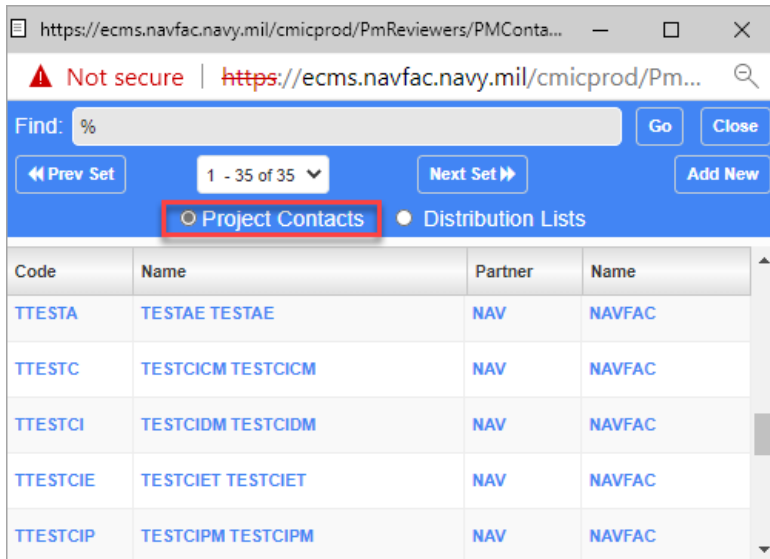 https://ecms.navfac.navy.mil/cmicprod/PmReviewers/PMConta...
Not secure | https://ecms.navfac.navy.mil/cmicprod/Pm...
Find: % Go Close
Prev Set 1 - 35 of 35 Next Set Add New
Project Contacts Distribution Lists
Code Name Partner Name
TTESTA TESTAE TESTAE NAV NAVFAC
TTESTC TESTCICM TESTCICM NAV NAVFAC
TTESTCI TESTCIDM TESTCIDM NAV NAVFAC
TTESTCIE TESTCIET TESTCIET NAV NAVFAC
TTESTCIP TESTCIPM TESTCIPM NAV NAVFAC